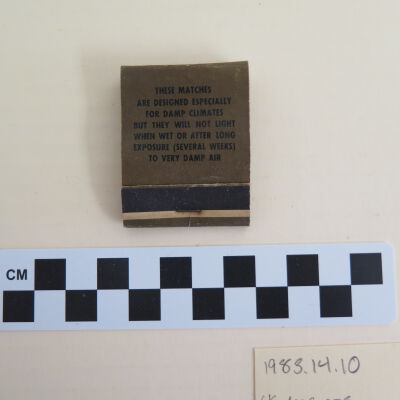 THESE MATCHES
ARE DESIGNED ESPECIALLY
FOR DAMP CLIMATES
BUT THEY WILL NOT LIGHT
WHEN WET OR AFTER LONG
EXPOSURE (SEVERAL WEEKS)
TO VERY DAMP AIR
CM
1983.14.10